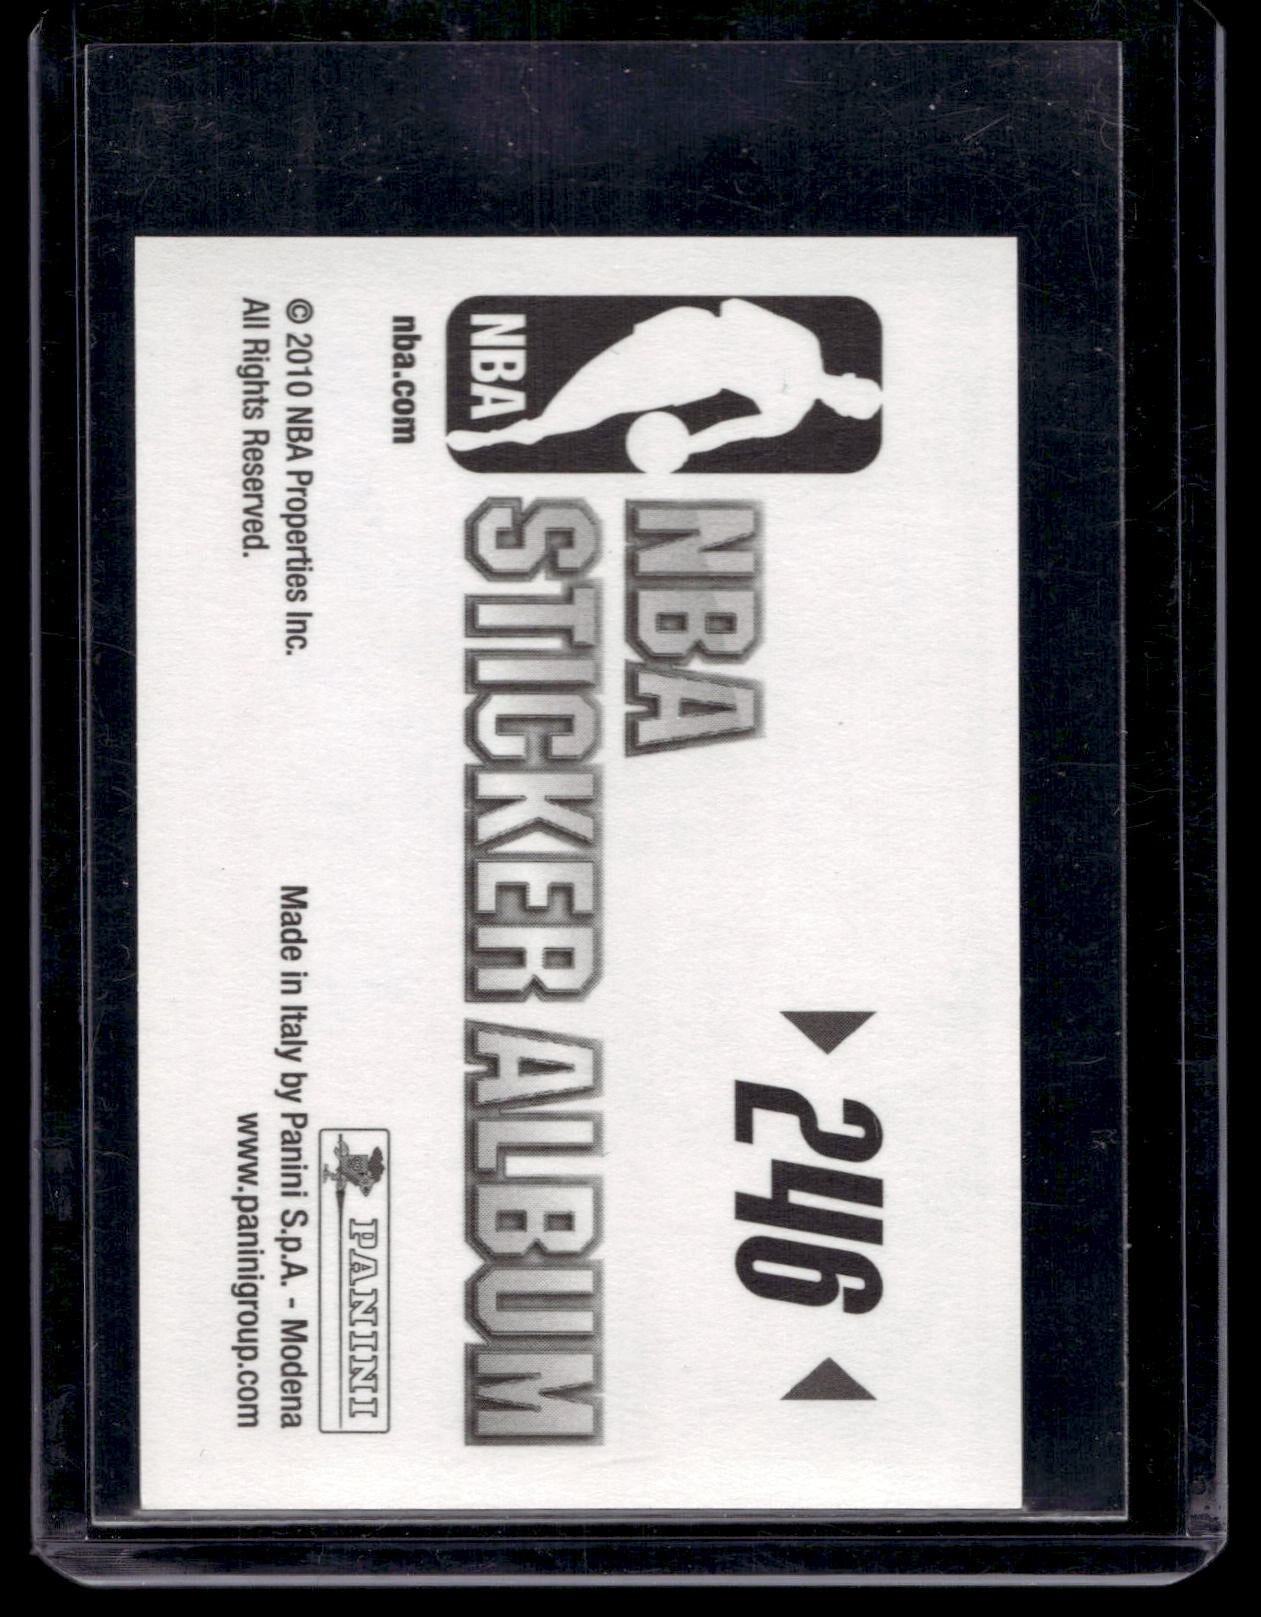 246
NBA
NBA
STICKER ALBUM
nba.com
PANINI
© 2010 NBA Properties Inc.
All Rights Reserved.
Made in Italy by Panini S.p.A. - Modena
www.paninigroup.com